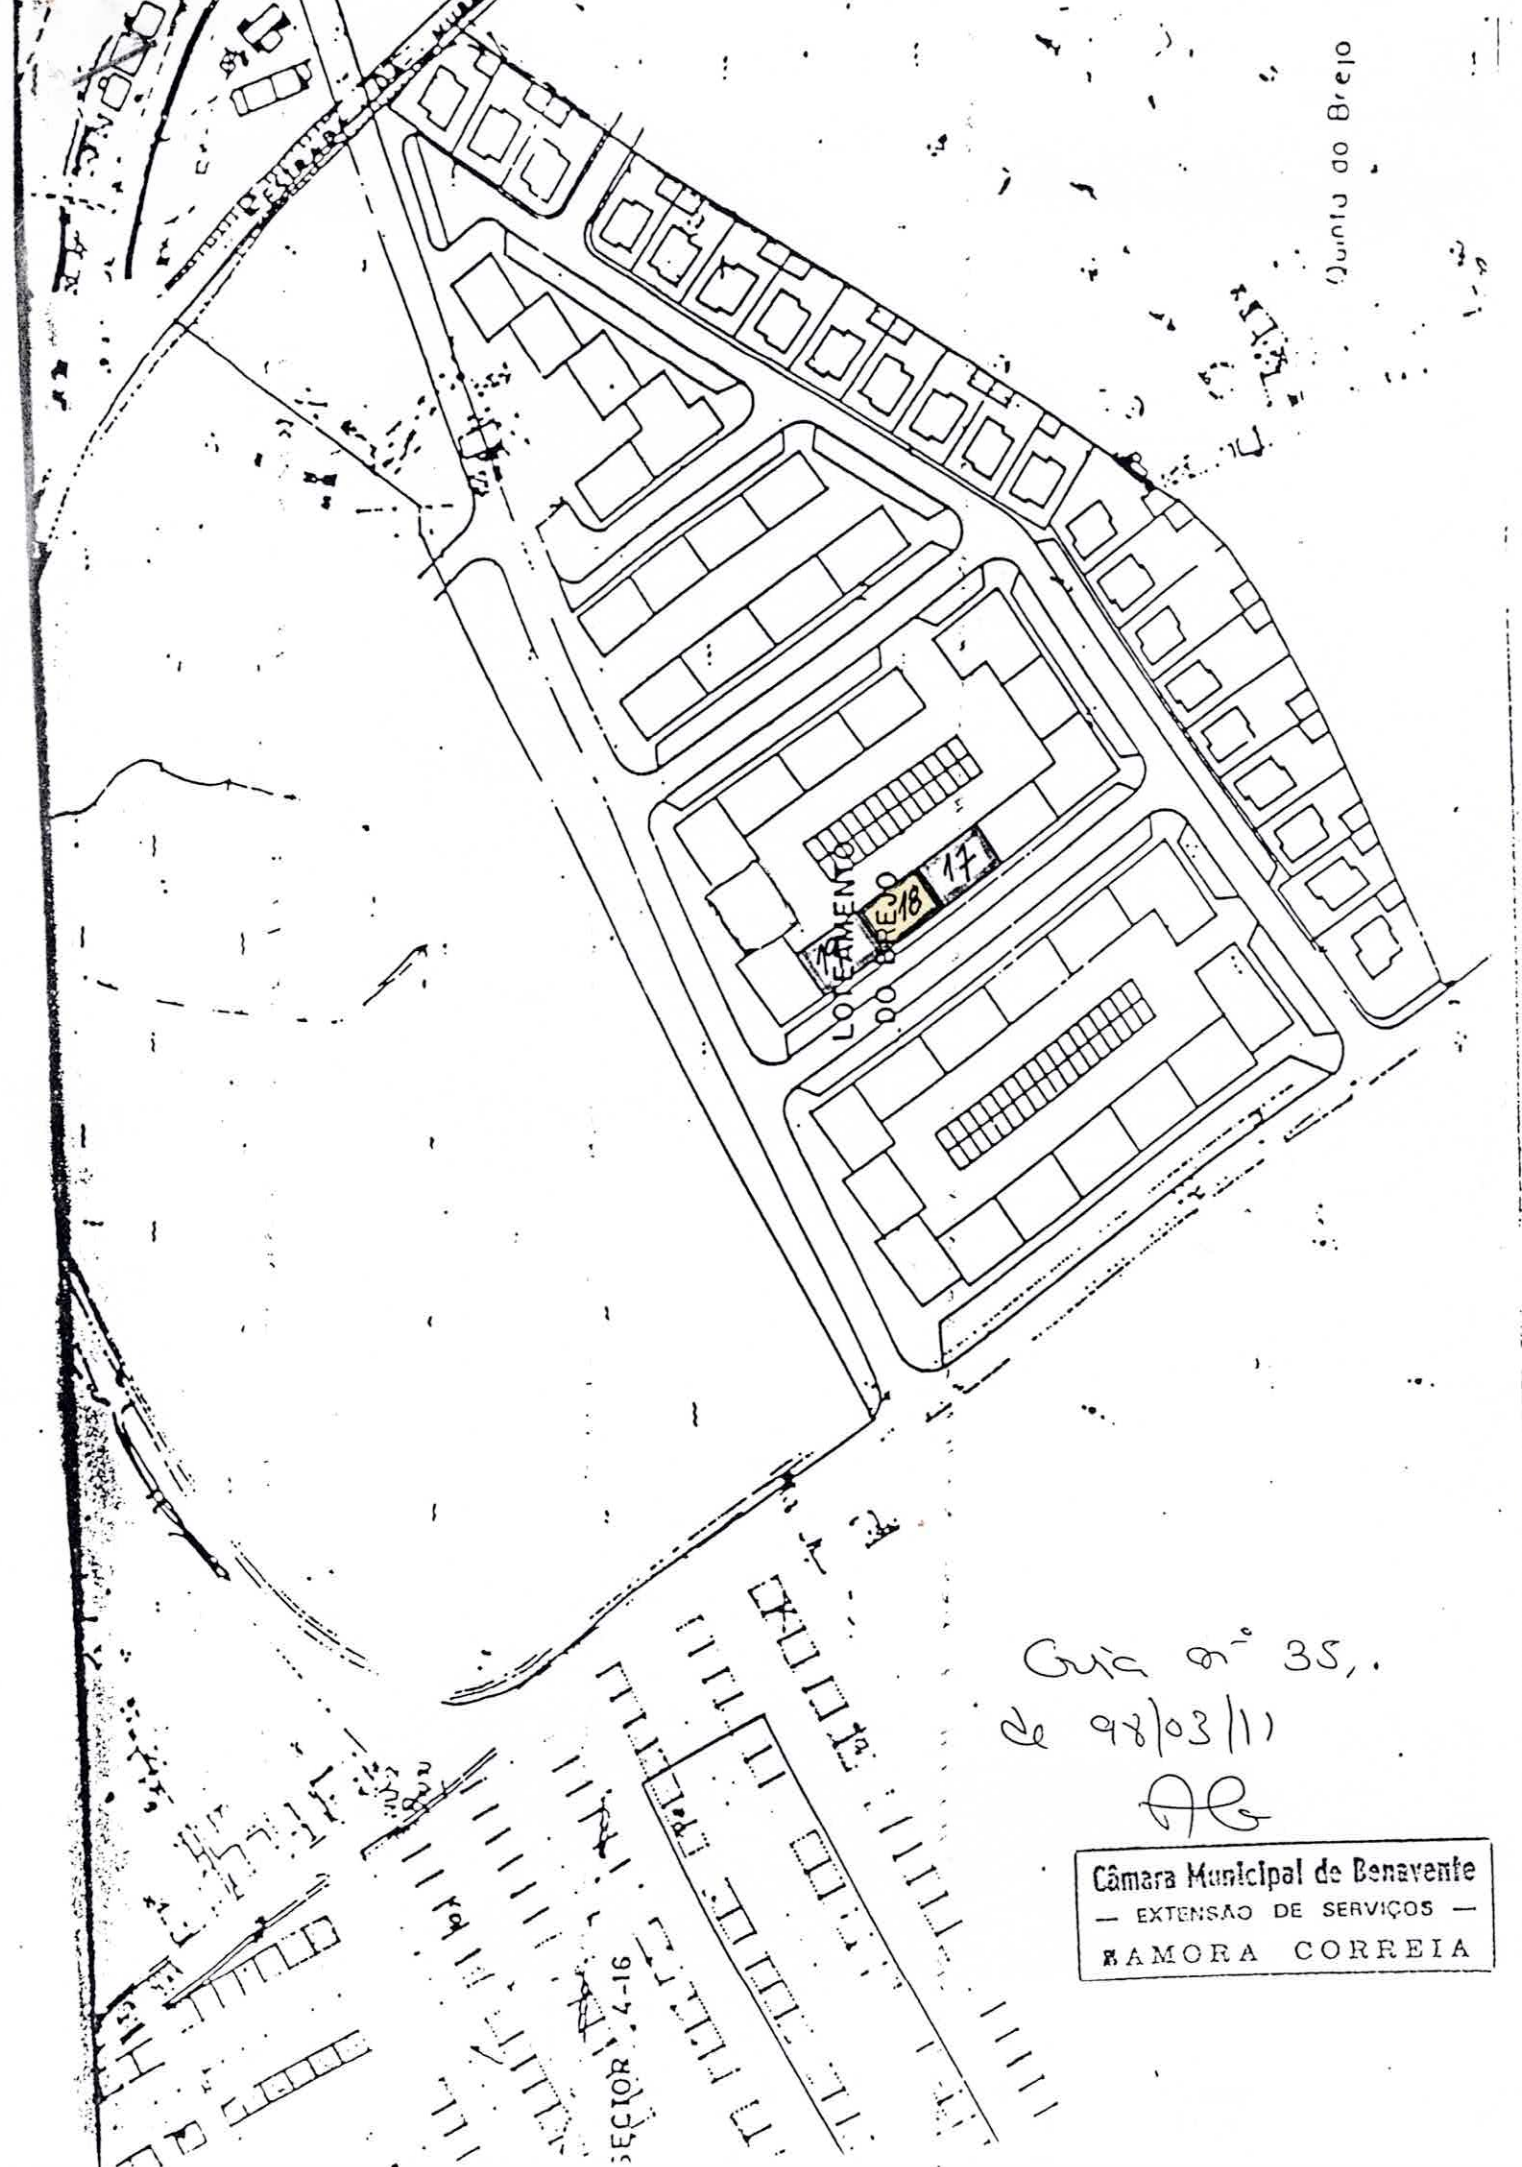 Quinta do Brejo
17
18
19
LOTEAMENTO
DO BREJO
SECTOR 4-16
Guia nº 35,.
de 98/03/11
Câmara Municipal de Benavente
— EXTENSÃO DE SERVIÇOS —
SAMORA CORREIA